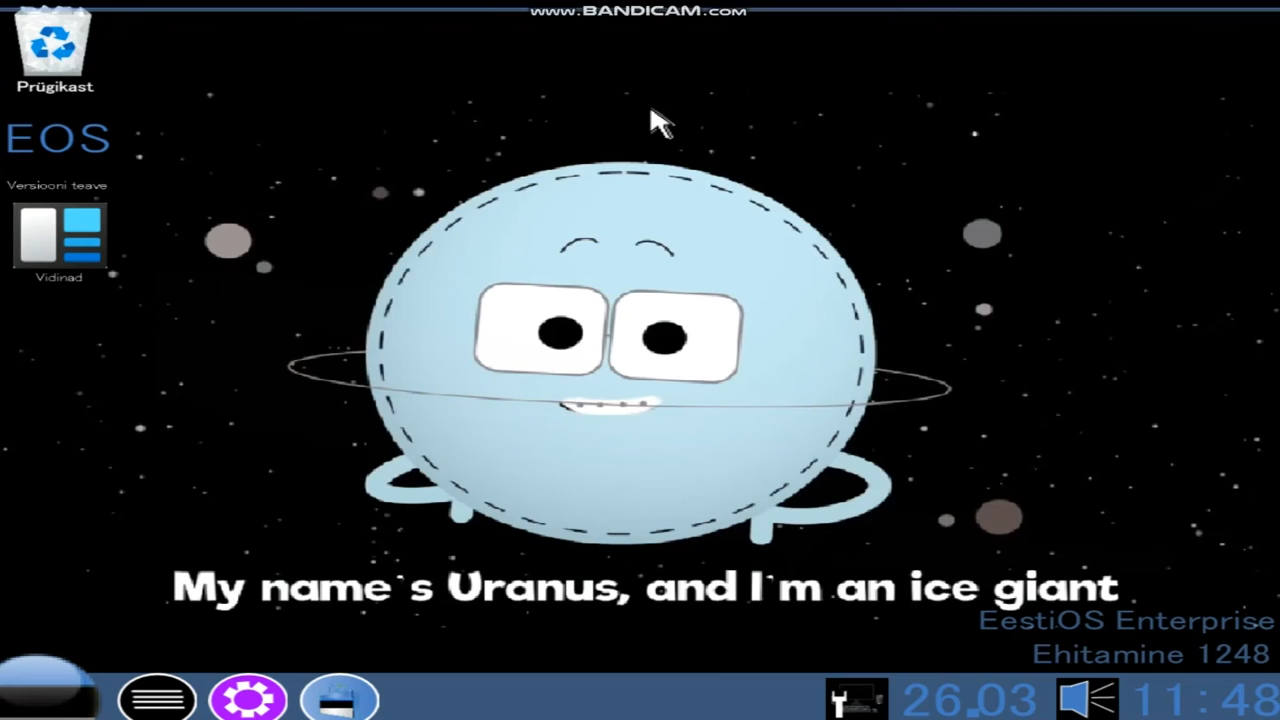 www.BANDICAM.com
Prügikast
EOS
Versiooni teave
Vidinad
My name's Uranus, and I'm an ice giant
EestiOS Enterprise
Ehitamine 1248
26.03
11:48